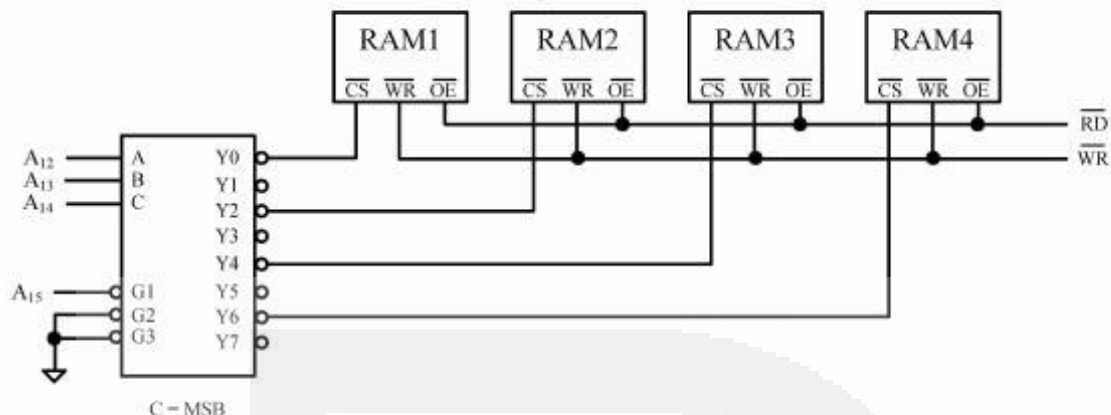 RAM1 RAM2 RAM3 RAM4
CS WR OE CS WR OE CS WR OE CS WR OE
RD
WR
A12 A Y0
A13 B Y1
A14 C Y2
Y3
Y4
A15 G1 Y5
G2 Y6
G3 Y7
C = MSB